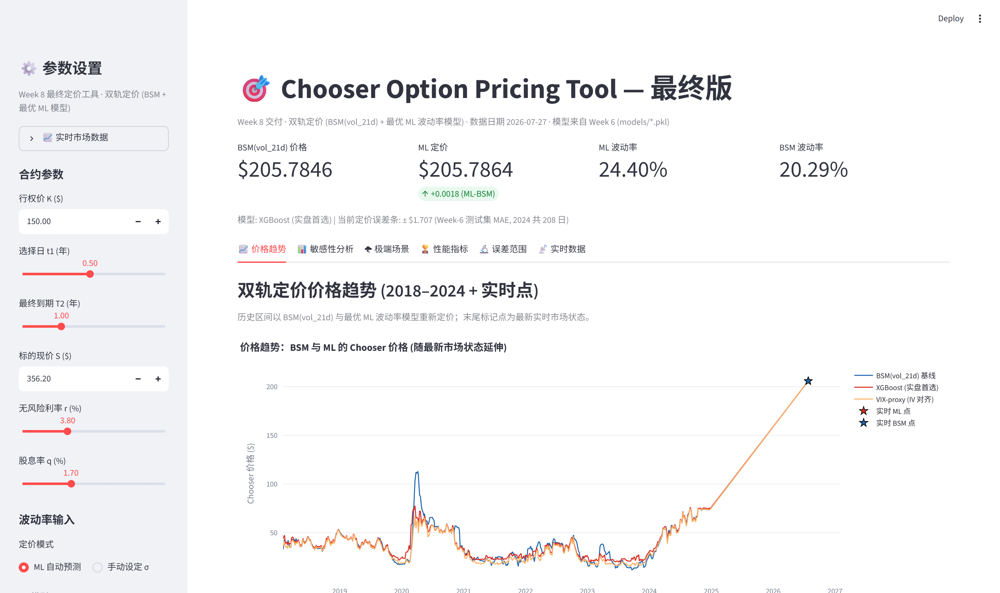 Deploy
参数设置
Week 8 最终定价工具 · 双轨定价 (BSM +
最优 ML 模型)
实时市场数据
合约参数
行权价 K ($)
150.00
选择日 t1 (年)
0.50
最终到期 T2 (年)
1.00
标的现价 S ($)
356.20
无风险利率 r (%)
3.80
股息率 q (%)
1.70
波动率输入
定价模式
ML 自动预测
手动设定 σ
Chooser Option Pricing Tool — 最终版
Week 8 交付 · 双轨定价 (BSM(vol_21d) + 最优 ML 波动率模型) · 数据日期 2026-07-27 · 模型来自 Week 6 (models/*.pkl)
BSM(vol_21d) 价格
$205.7846
ML 定价
$205.7864
↑ +0.0018 (ML-BSM)
ML 波动率
24.40%
BSM 波动率
20.29%
模型: XGBoost (实盘首选) | 当前定价误差条: ± $1.707 (Week-6 测试集 MAE, 2024 共 208 日)
价格趋势
敏感性分析
极端场景
性能指标
误差范围
实时数据
双轨定价价格趋势 (2018–2024 + 实时点)
历史区间以 BSM(vol_21d) 与最优 ML 波动率模型重新定价；末尾标记点为最新实时市场状态。
价格趋势：BSM 与 ML 的 Chooser 价格 (随最新市场状态延伸)
Chooser 价格 ($)
200
150
100
50
2019
2020
2021
2022
2023
2024
2025
2026
2027
BSM(vol_21d) 基线
XGBoost (实盘首选)
VIX-proxy (IV 对齐)
实时 ML 点
实时 BSM 点